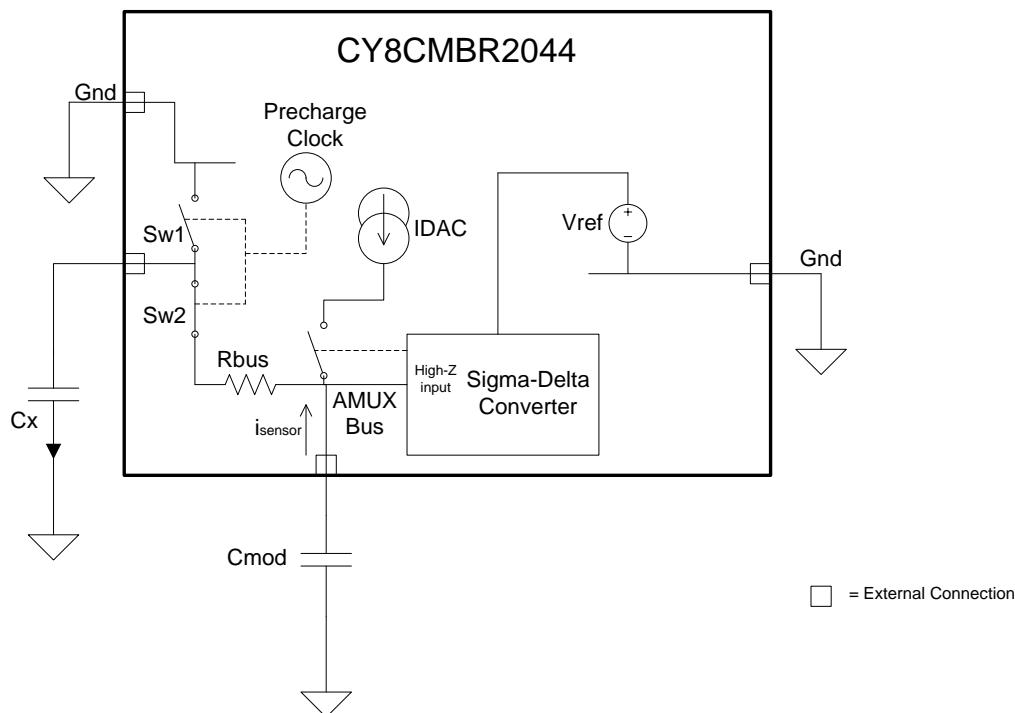 CY8CMBR2044
Gnd
Precharge
Clock
IDAC
Vref
+
-
Gnd
Sw1
Sw2
Rbus
High-Z
input
Sigma-Delta
Converter
AMUX
Bus
isensor
Cx
Cmod
= External Connection